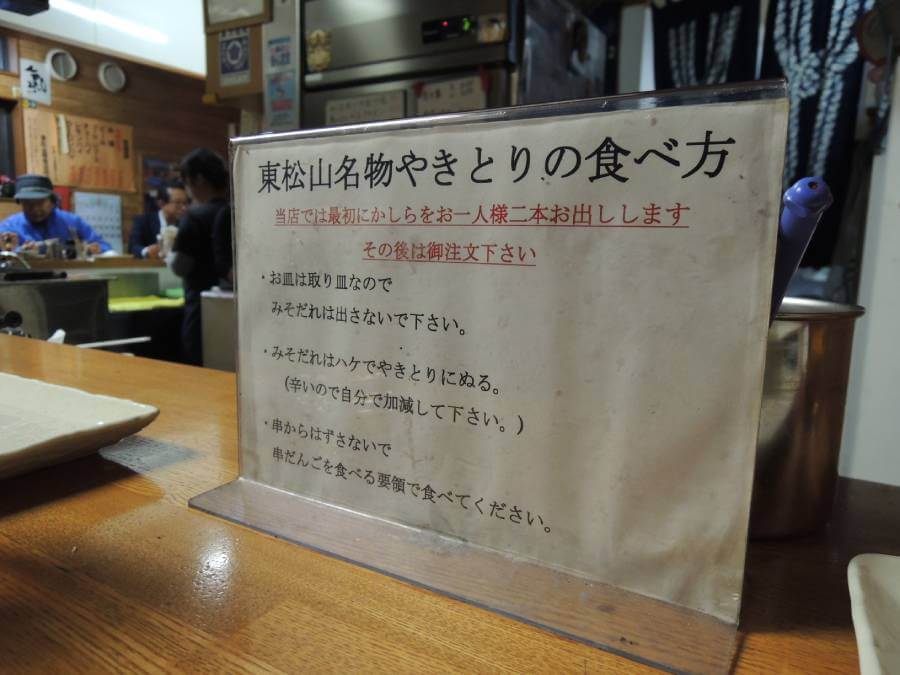 東松山名物やきとりの食べ方
当店では最初にかしらをお一人様二本お出しします
その後は御注文下さい
・お皿は取り皿なので
みそだれは出さないで下さい。
・みそだれはハケでやきとりにぬる。
(辛いので自分で加減して下さい。)
・串からはずさないで
串だんごを食べる要領で食べてください。